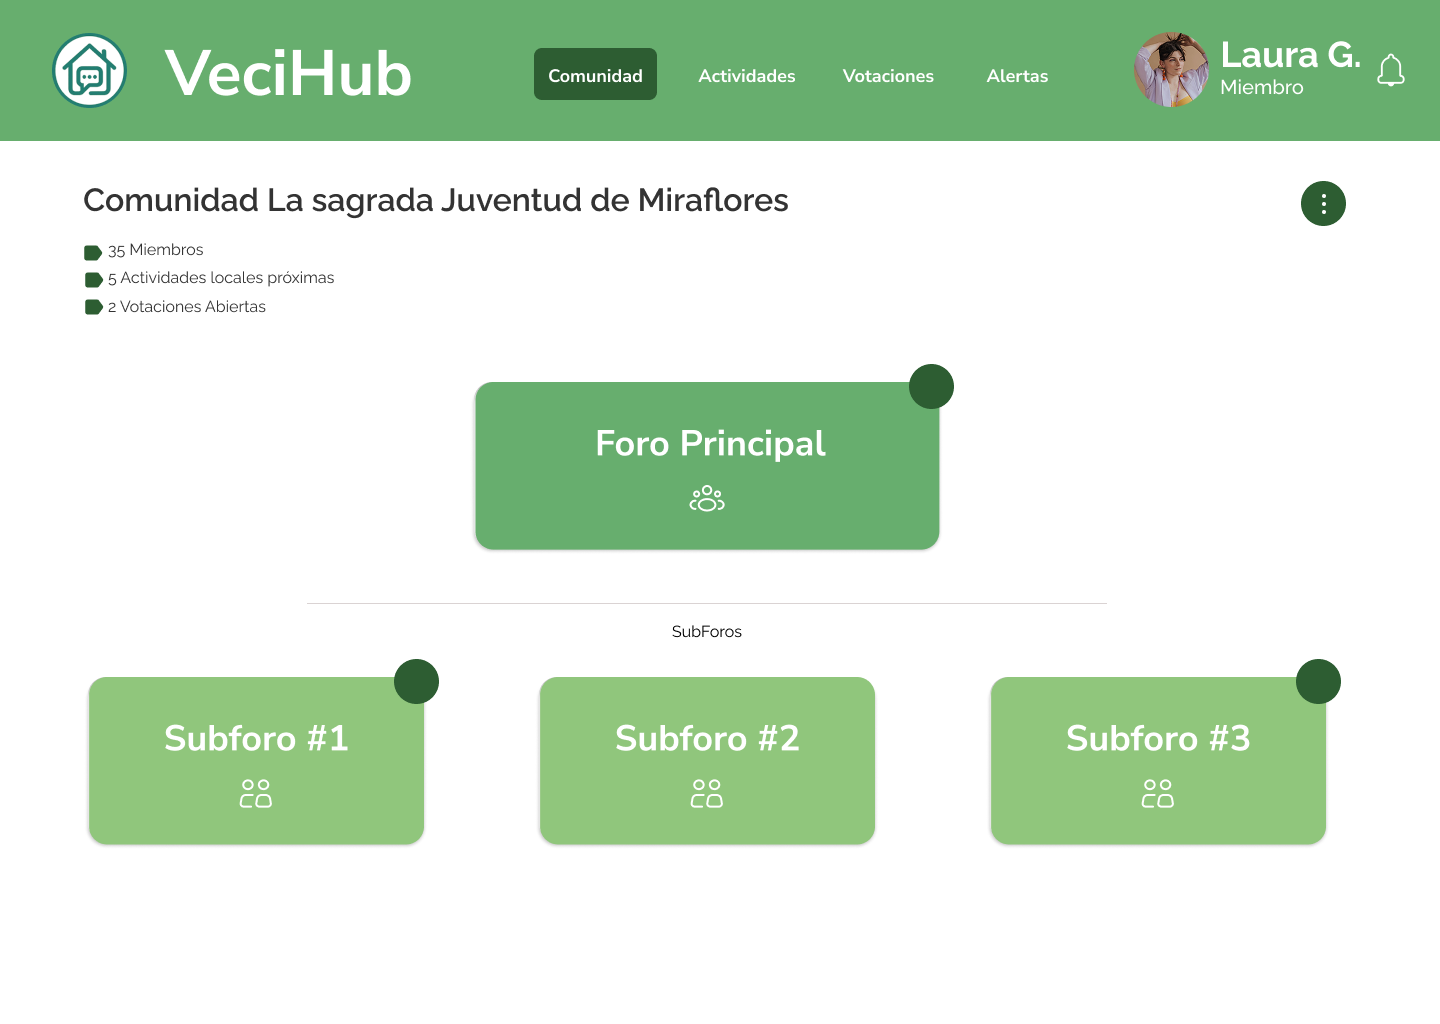 VeciHub
Comunidad
Actividades
Votaciones
Alertas
Laura G.
Miembro
Comunidad La sagrada Juventud de Miraflores
35 Miembros
5 Actividades locales próximas
2 Votaciones Abiertas
Foro Principal
SubForos
Subforo #1
Subforo #2
Subforo #3